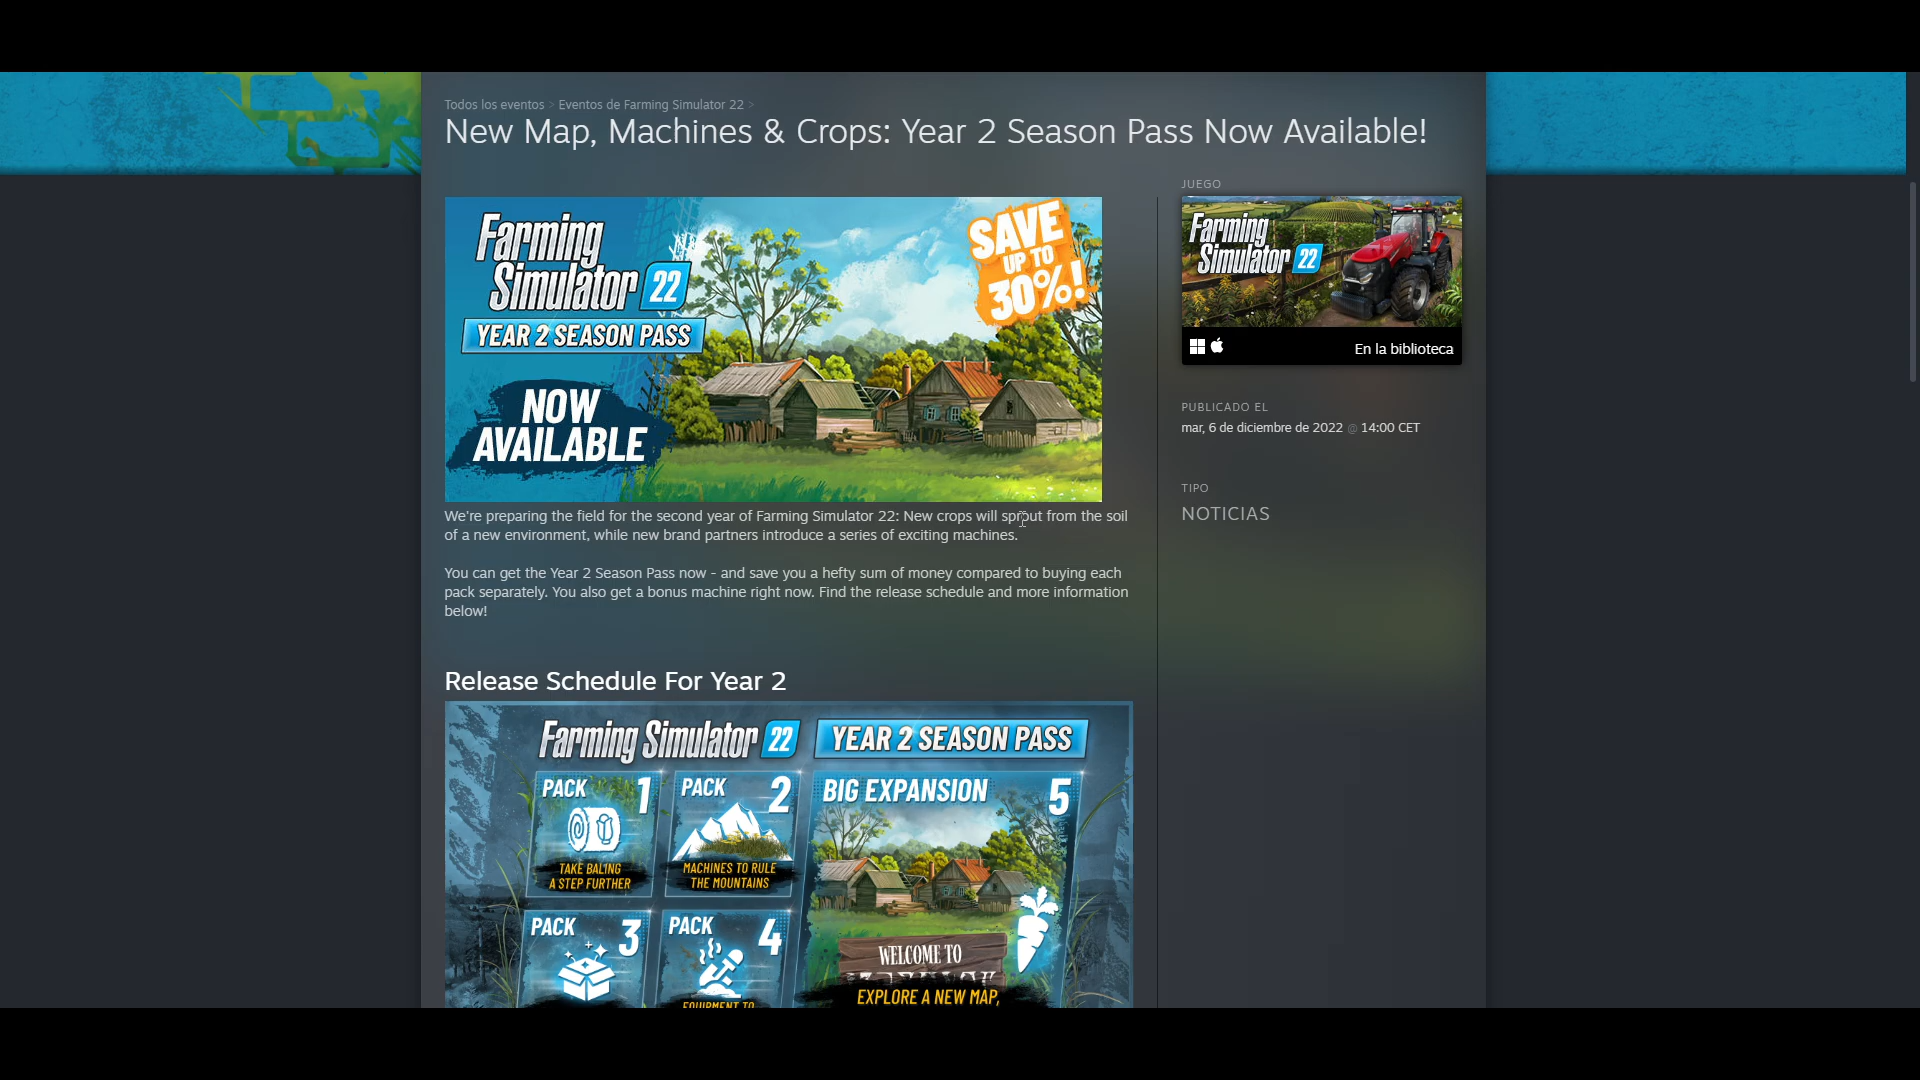 Todos los eventos > Eventos de Farming Simulator 22 >
New Map, Machines & Crops: Year 2 Season Pass Now Available!
Farming
Simulator 22
YEAR 2 SEASON PASS
NOW
AVAILABLE
SAVE
UP TO
30%!
We're preparing the field for the second year of Farming Simulator 22: New crops will sprout from the soil
of a new environment, while new brand partners introduce a series of exciting machines.
You can get the Year 2 Season Pass now - and save you a hefty sum of money compared to buying each
pack separately. You also get a bonus machine right now. Find the release schedule and more information
below!
Release Schedule For Year 2
Farming Simulator 22
YEAR 2 SEASON PASS
PACK 1
TAKE BALING
A STEP FURTHER
PACK 2
MACHINES TO RULE
THE MOUNTAINS
PACK 3
PACK 4
EQUIPMENT TO
BIG EXPANSION 5
WELCOME TO
EXPLORE A NEW MAP,
JUEGO
Farming
Simulator 22
En la biblioteca
PUBLICADO EL
mar, 6 de diciembre de 2022 @ 14:00 CET
TIPO
NOTICIAS